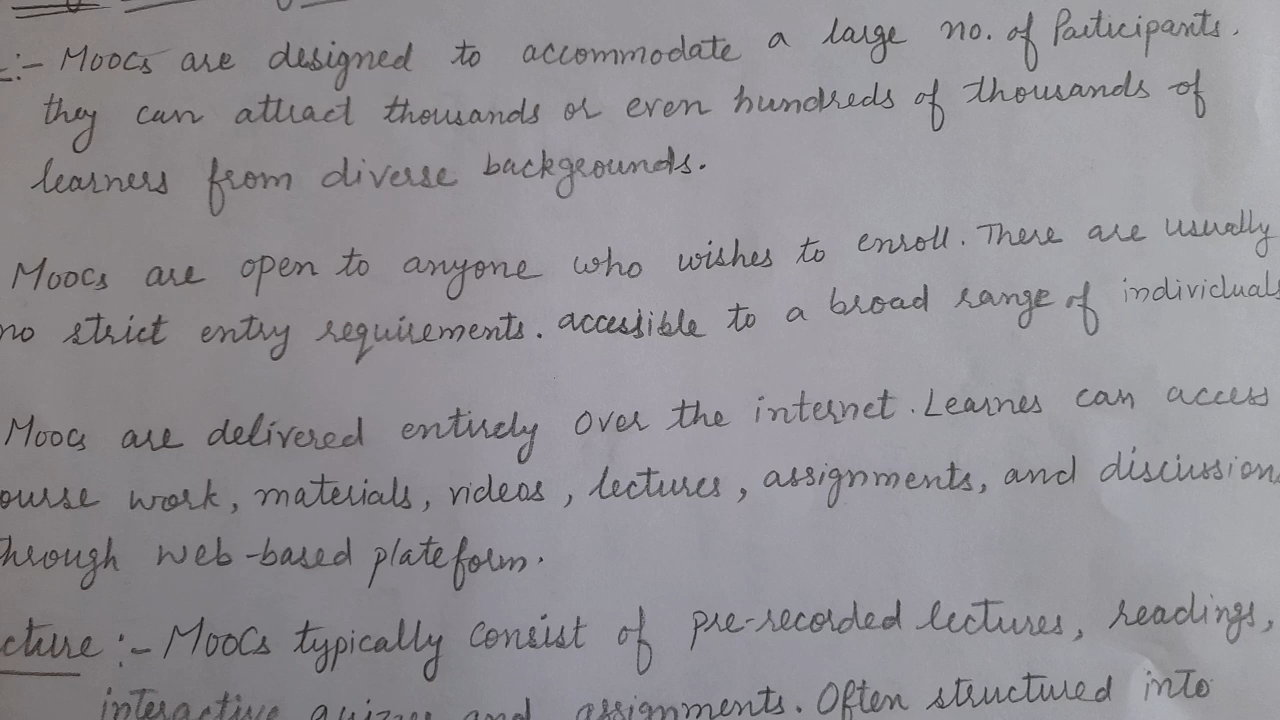 :- MOOCs are designed to accommodate a large no. of Participants.
they can attract thousands or even hundreds of thousands of
learners from diverse backgrounds.
MOOCs are open to anyone who wishes to enroll. There are usually
no strict entry requirements. accessible to a broad range of individuals
MOOCs are delivered entirely over the internet. Learnes can access
ourse work, materials, videos, lectures, assignments, and discussion
hrough web-based plateform.
cture :- MOOCs typically consist of pre-recorded lectures, readings,
interactive quizzes and assignments. Often structured into